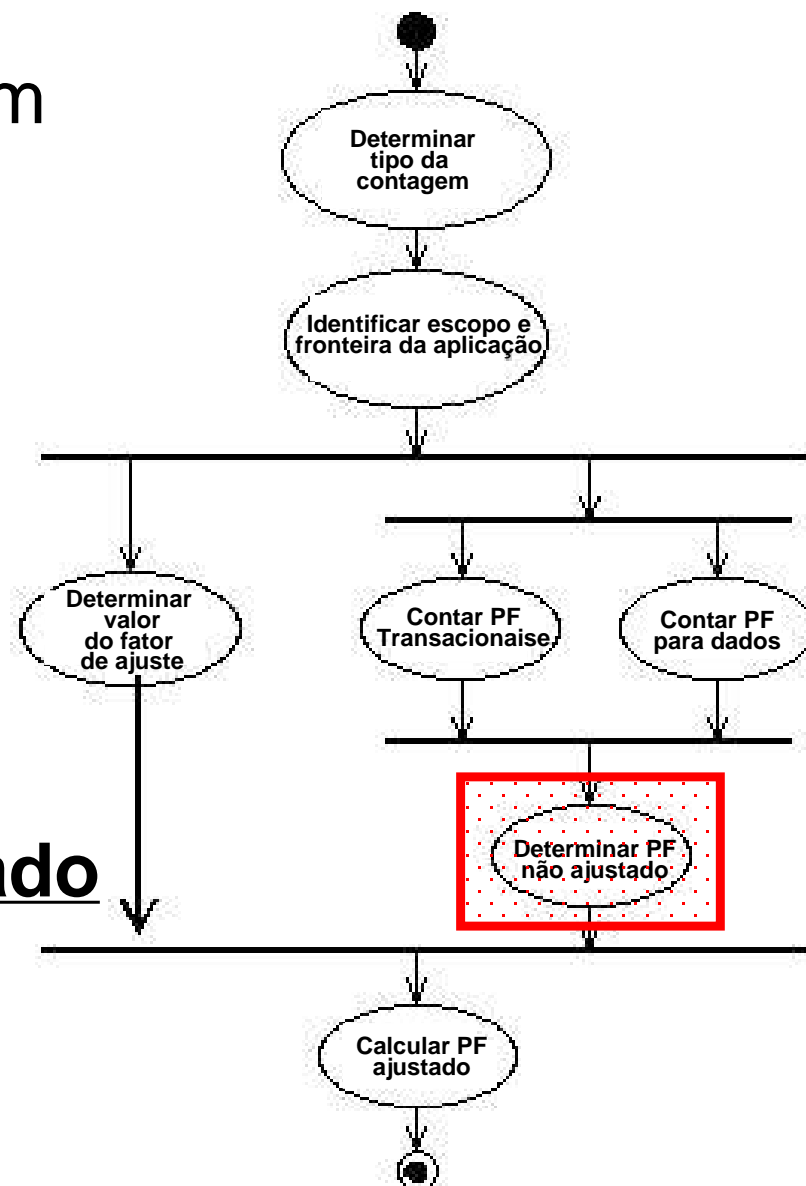 m
Determinar
tipo da
contagem
Identificar escopo e
fronteira da aplicação
Determinar
valor
do fator
de ajuste
Contar PF
Transacionaise
Contar PF
para dados
Determinar PF
não ajustado
ado
Calcular PF
ajustado